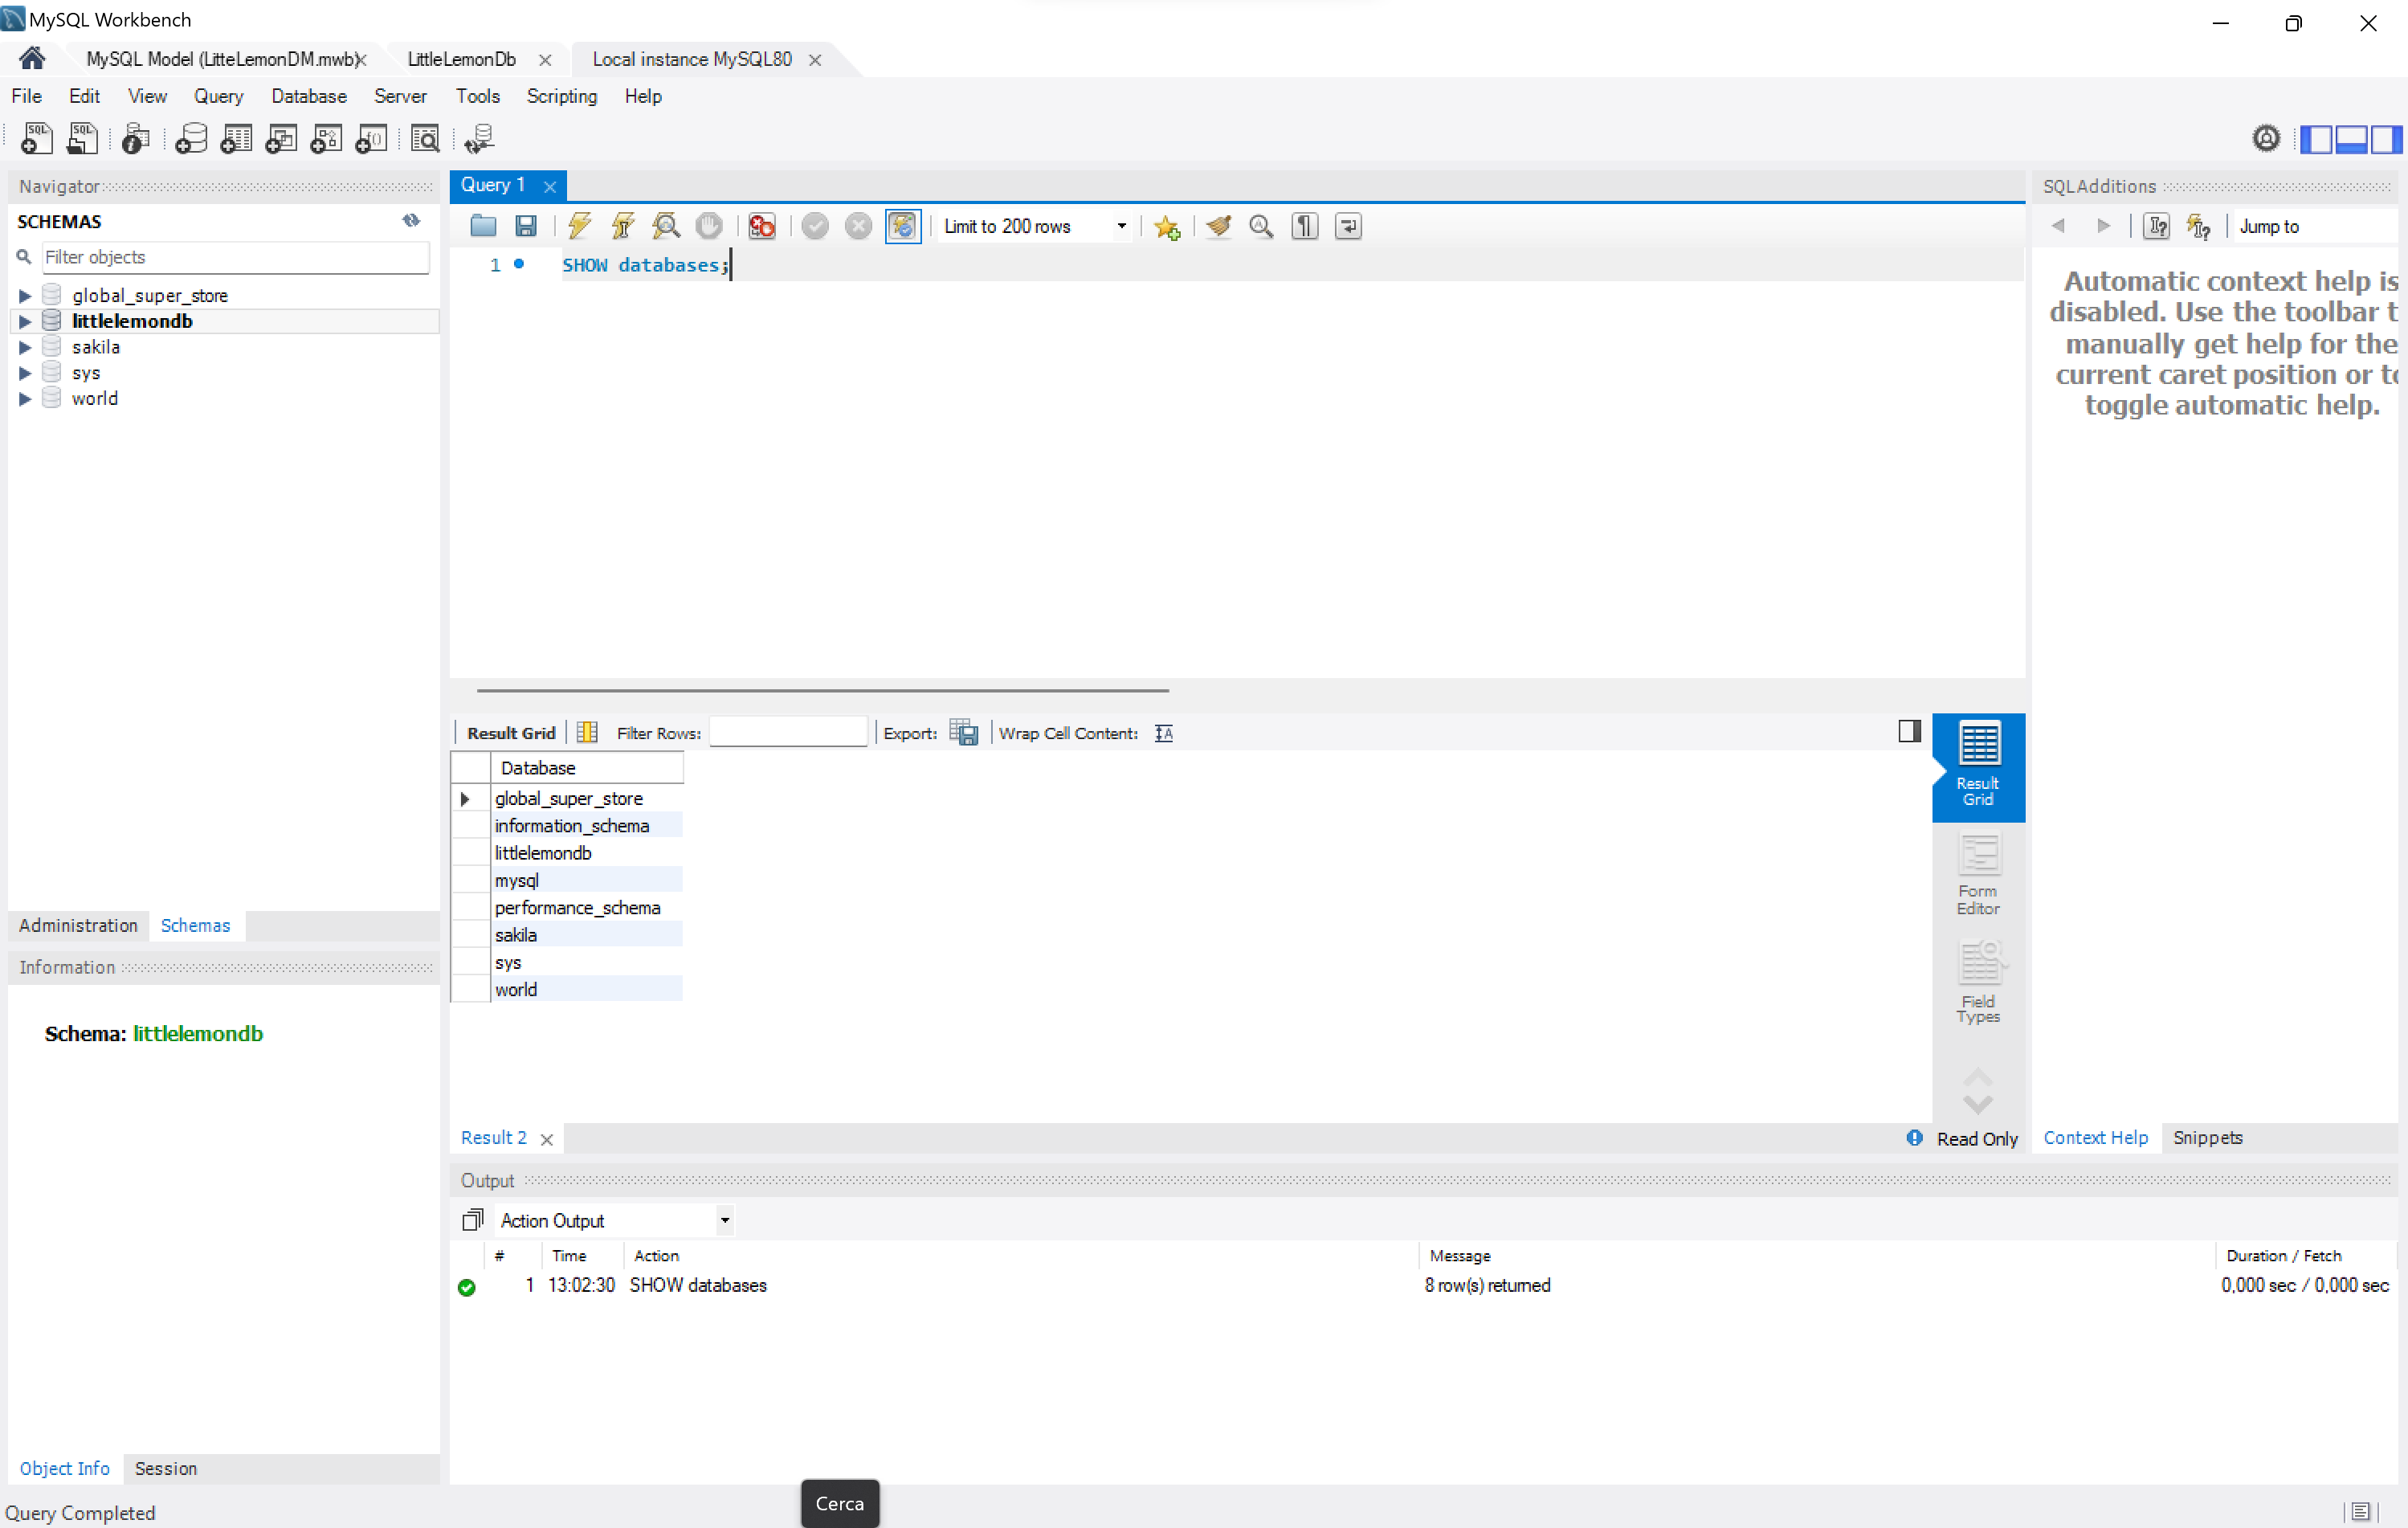 MySQL Workbench
MySQL Model (LitteLemonDM.mwb)
LittleLemonDb
Local instance MySQL80
File Edit View Query Database Server Tools Scripting Help
Navigator
SCHEMAS
Filter objects
global_super_store
littlelemondb
sakila
sys
world
Administration Schemas
Information
Schema: littlelemondb
Object Info Session
Query Completed
Query 1
Limit to 200 rows
1 SHOW databases;
Result Grid Filter Rows: Export: Wrap Cell Content:
Database
global_super_store
information_schema
littlelemondb
mysql
performance_schema
sakila
sys
world
Result
Grid
Form
Editor
Field
Types
Result 2
Read Only
Output
Action Output
# Time Action Message Duration / Fetch
1 13:02:30 SHOW databases 8 row(s) returned 0,000 sec / 0,000 sec
SQLAdditions
Jump to
Automatic context help is
disabled. Use the toolbar t
manually get help for the
current caret position or to
toggle automatic help.
Context Help Snippets
Cerca